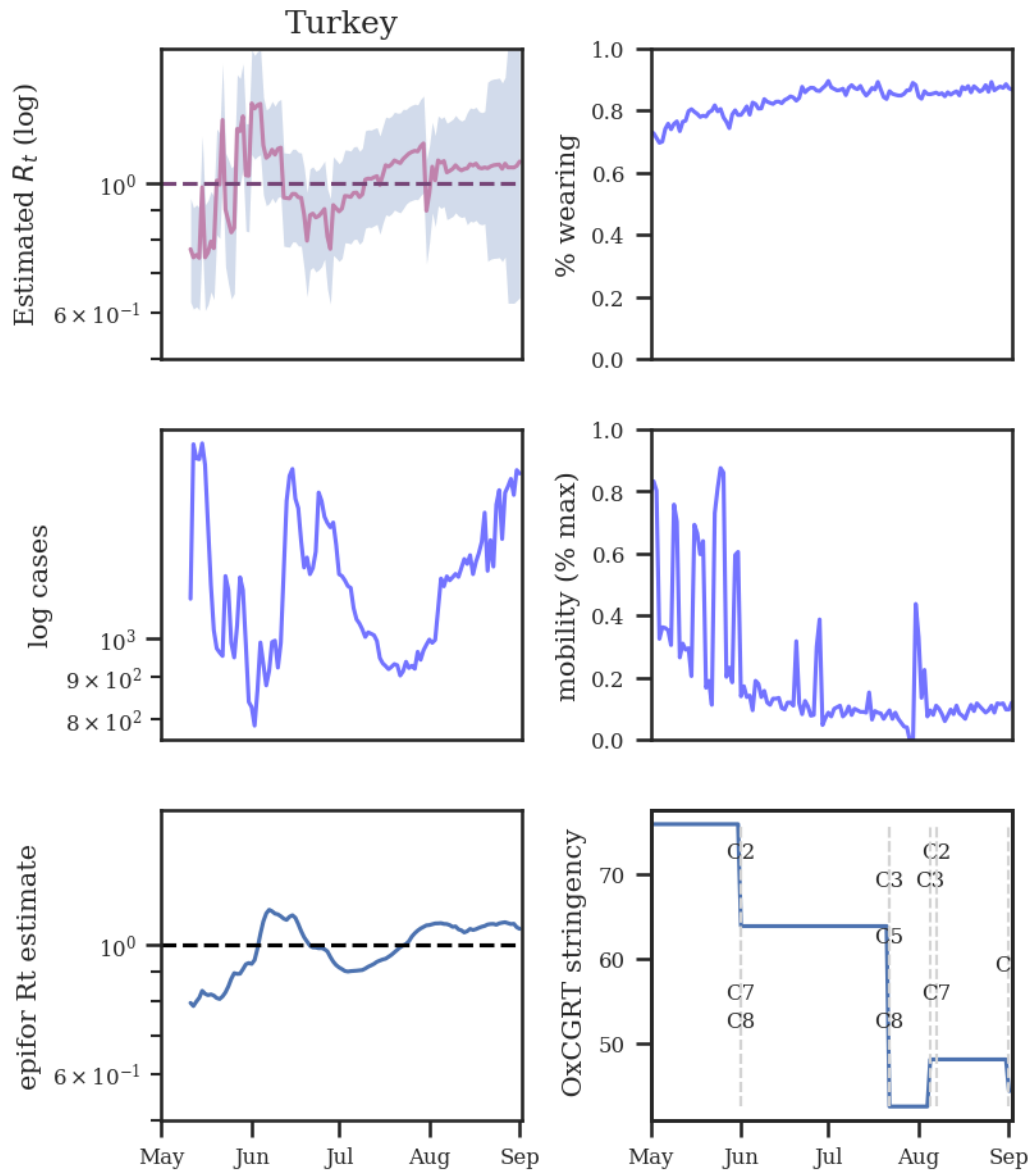 Turkey
Estimated R_t (log)
10^0
6 × 10^−1
% wearing
1.0
0.8
0.6
0.4
0.2
0.0
log cases
10^3
9 × 10^2
8 × 10^2
mobility (% max)
1.0
0.8
0.6
0.4
0.2
0.0
epifor Rt estimate
10^0
6 × 10^−1
May Jun Jul Aug Sep
OxCGRT stringency
70
60
50
C2 C2
C3 C3
C5
C
C7 C7
C8 C8
May Jun Jul Aug Sep